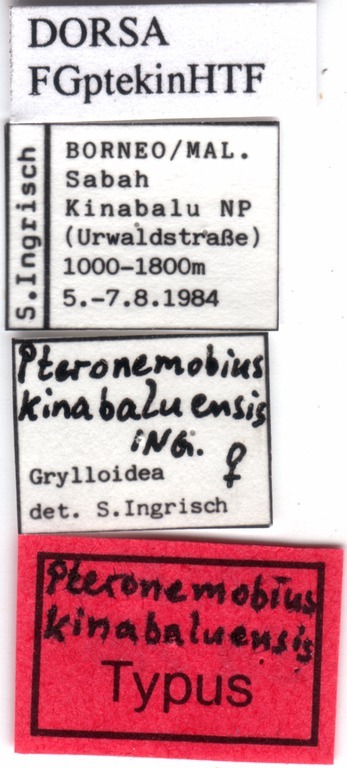 DORSA
FGptekinHTF
S.Ingrisch
BORNEO/MAL.
Sabah
Kinabalu NP
(Urwaldstraße)
1000-1800m
5.-7.8.1984
Pteronemobius
kinabaluensis
ING.
Grylloidea ♀
det. S.Ingrisch
Pteronemobius
kinabaluensis
Typus